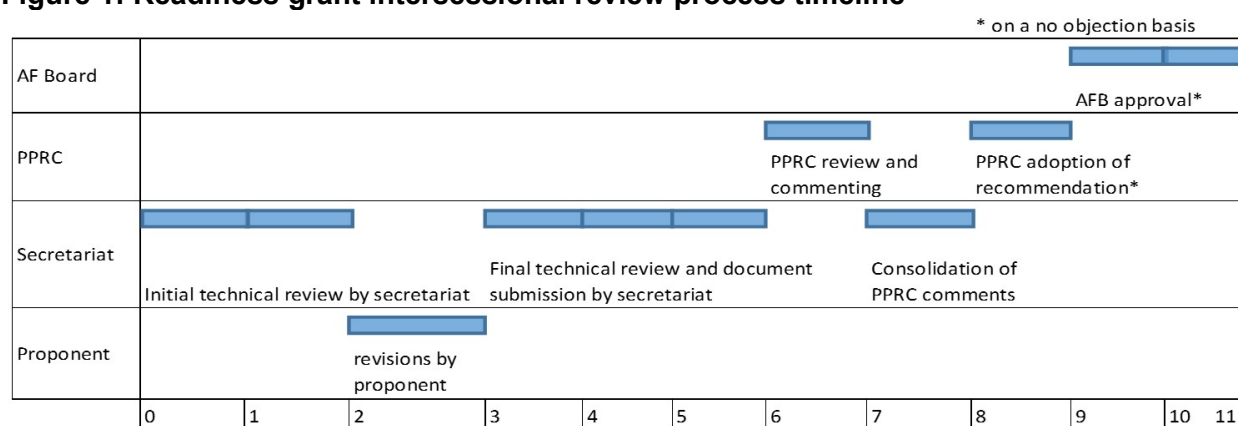 Figure 1: Readiness grant intersessional review process timeline
* on a no objection basis
AF Board
AFB approval*
PPRC
PPRC review and
commenting
PPRC adoption of
recommendation*
Secretariat
Initial technical review by secretariat
Final technical review and document
submission by secretariat
Consolidation of
PPRC comments
Proponent
revisions by
proponent
0 1 2 3 4 5 6 7 8 9 10 11